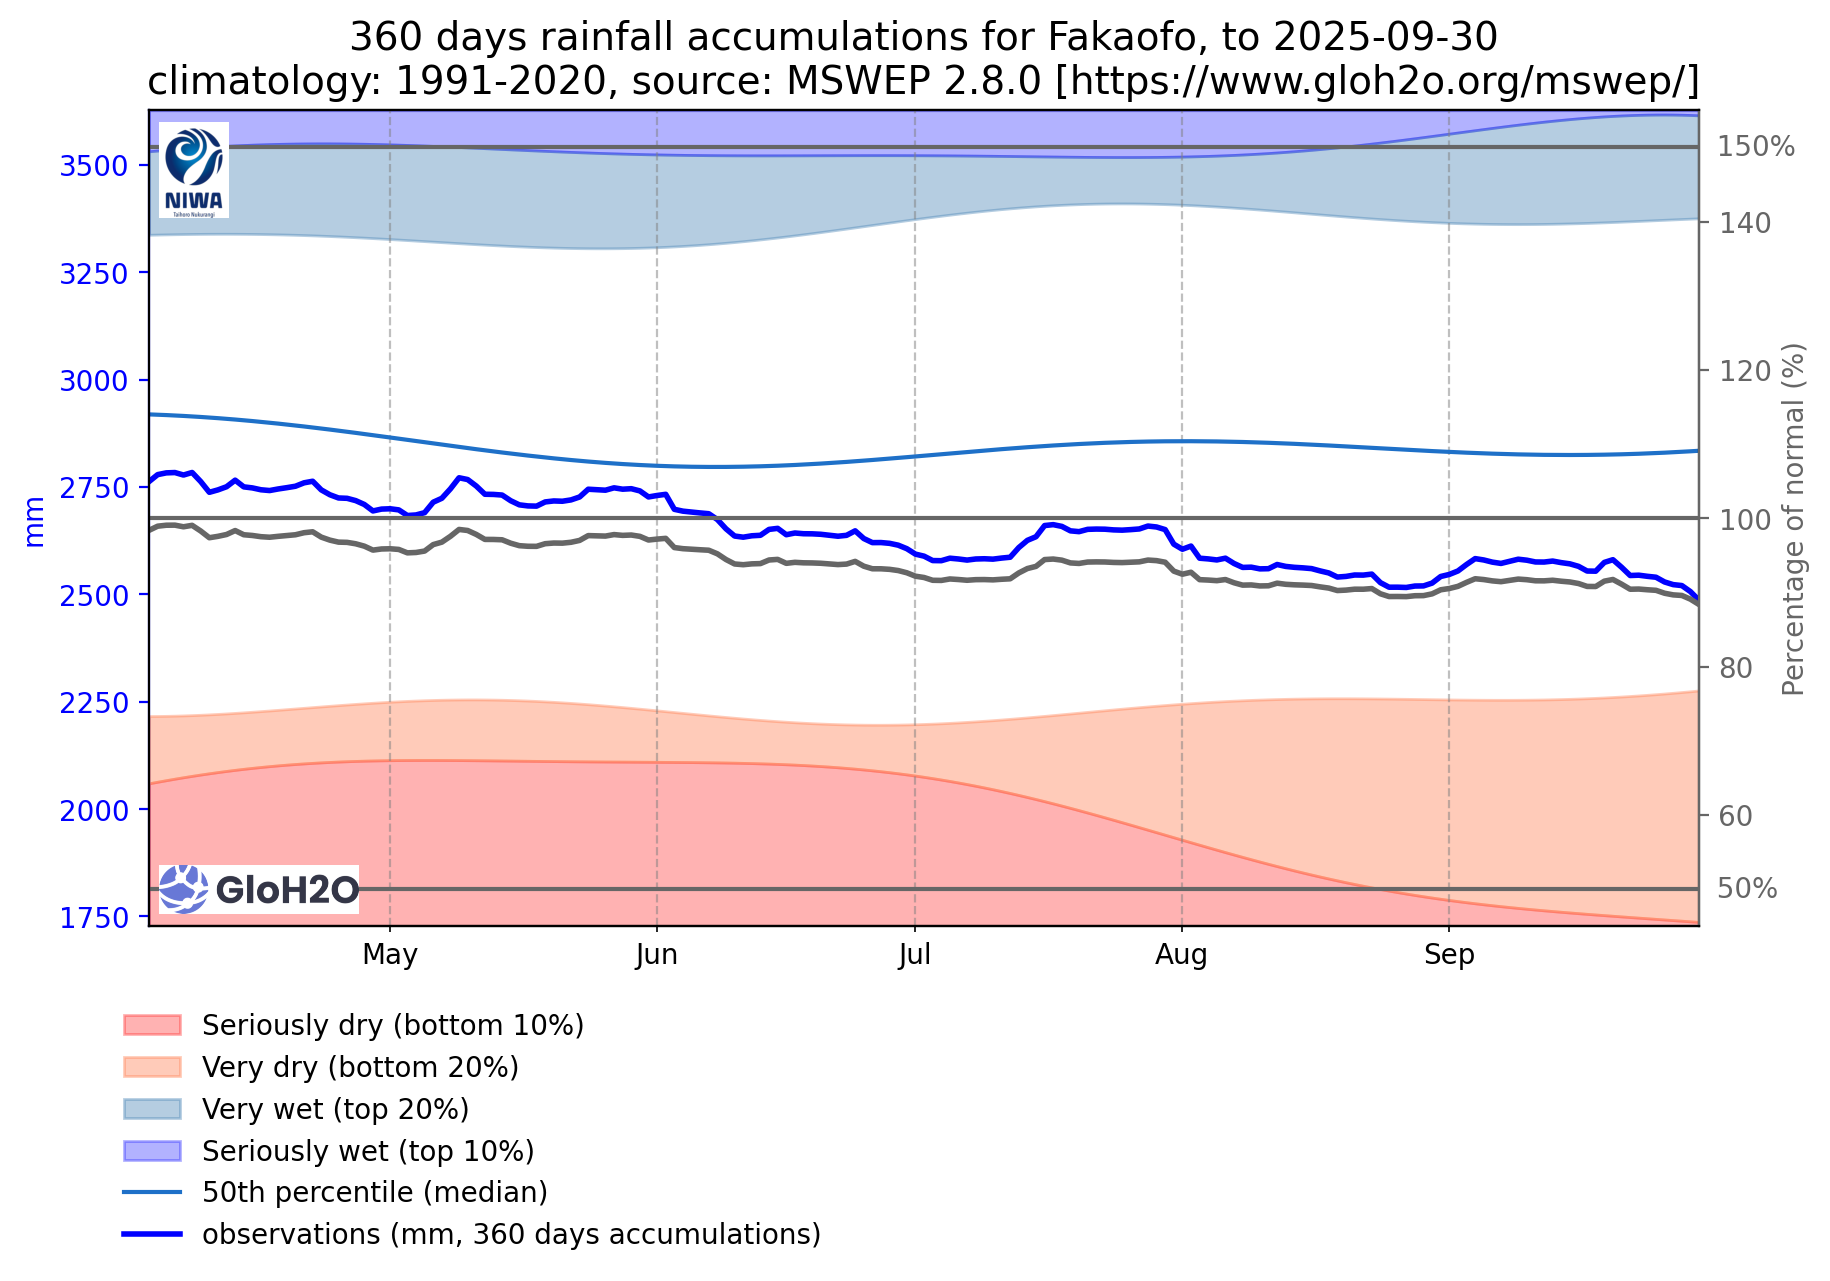 360 days rainfall accumulations for Fakaofo, to 2025-09-30
climatology: 1991-2020, source: MSWEP 2.8.0 [https://www.gloh2o.org/mswep/]
3500
3250
3000
2750
2500
2250
2000
1750
mm
NIWA
Taihoro Nukurangi
GloH2O
150%
140
120
100
80
60
50%
Percentage of normal (%)
May
Jun
Jul
Aug
Sep
Seriously dry (bottom 10%)
Very dry (bottom 20%)
Very wet (top 20%)
Seriously wet (top 10%)
50th percentile (median)
observations (mm, 360 days accumulations)